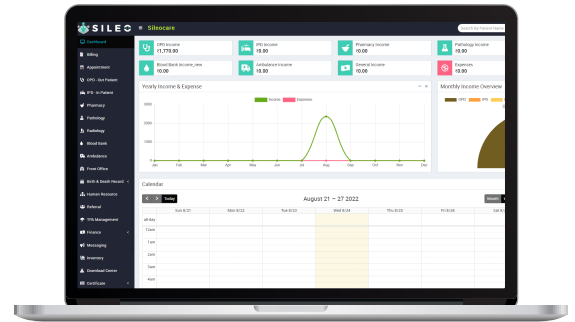 SILEO
Sileocare
Search By Patient Name
Dashboard
Billing
Appointment
OPD - Out Patient
IPD - In Patient
Pharmacy
Pathology
Radiology
Blood Bank
Ambulance
Front Office
Birth & Death Record
Human Resource
Referral
TPA Management
Finance
Messaging
Inventory
Download Center
Certificate
OPD Income
₹1,770.00
IPD Income
₹0.00
Pharmacy Income
₹0.00
Pathology Income
₹0.00
Blood Bank Income_new
₹0.00
Ambulance Income
₹0.00
General Income
₹0.00
Expenses
₹0.00
Yearly Income & Expense
Income Expenses
3000
2000
1000
0
Jan Feb Mar Apr May Jun Jul Aug Sep Oct Nov Dec
Monthly Income Overview
OPD IPD
Calendar
Today
August 21 – 27 2022
Month
Sun 8/21 Mon 8/22 Tue 8/23 Wed 8/24 Thu 8/25 Fri 8/26 Sat 8/
all-day
12am
1am
2am
3am
4am